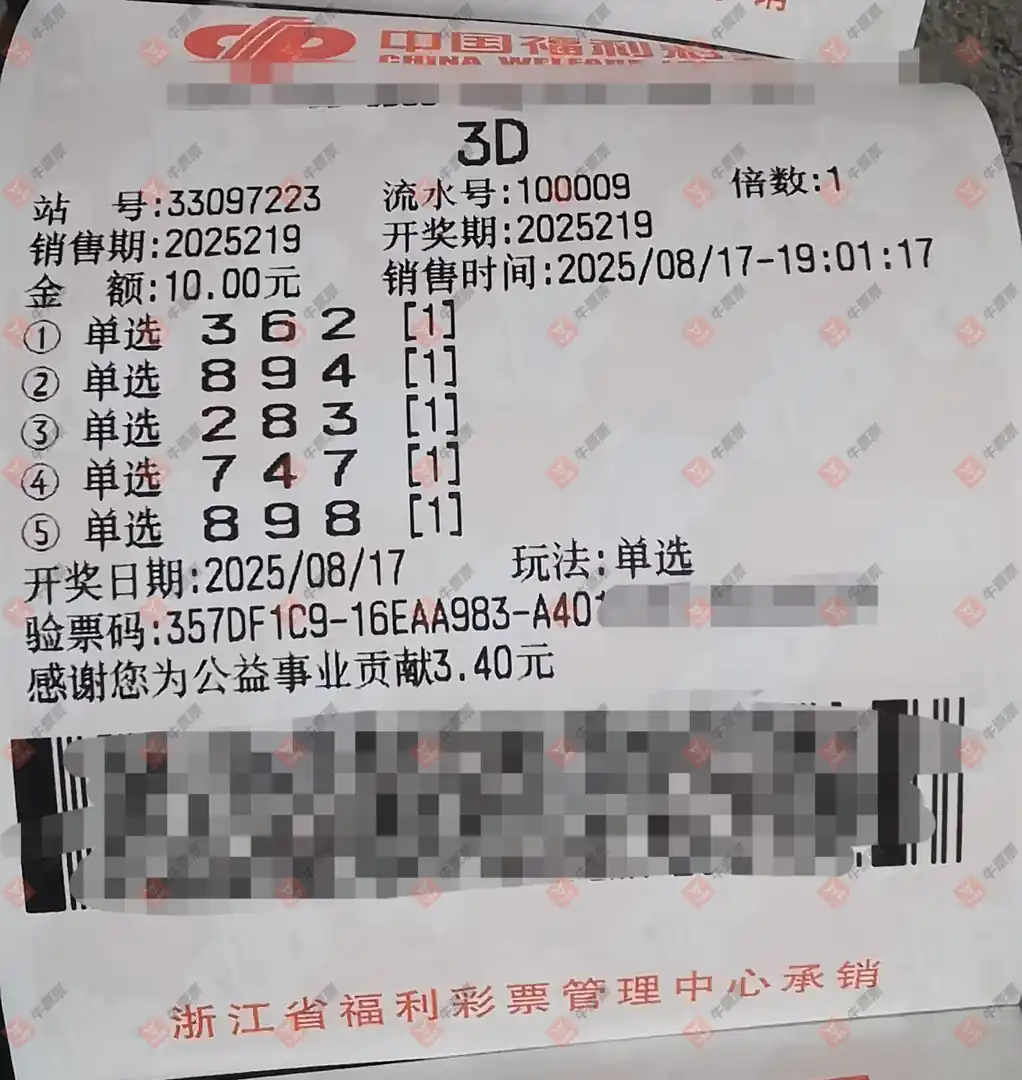 中国福利彩
CHINA WELFARE
3D
站 号:33097223 流水号:100009 倍数:1
销售期:2025219 开奖期:2025219
金 额:10.00元 销售时间:2025/08/17-19:01:17
① 单选 3 6 2 [1]
② 单选 8 9 4 [1]
③ 单选 2 8 3 [1]
④ 单选 7 4 7 [1]
⑤ 单选 8 9 8 [1]
开奖日期:2025/08/17 玩法:单选
验票码:357DF1C9-16EAA983-A401
感谢您为公益事业贡献3.40元
浙江省福利彩票管理中心承销